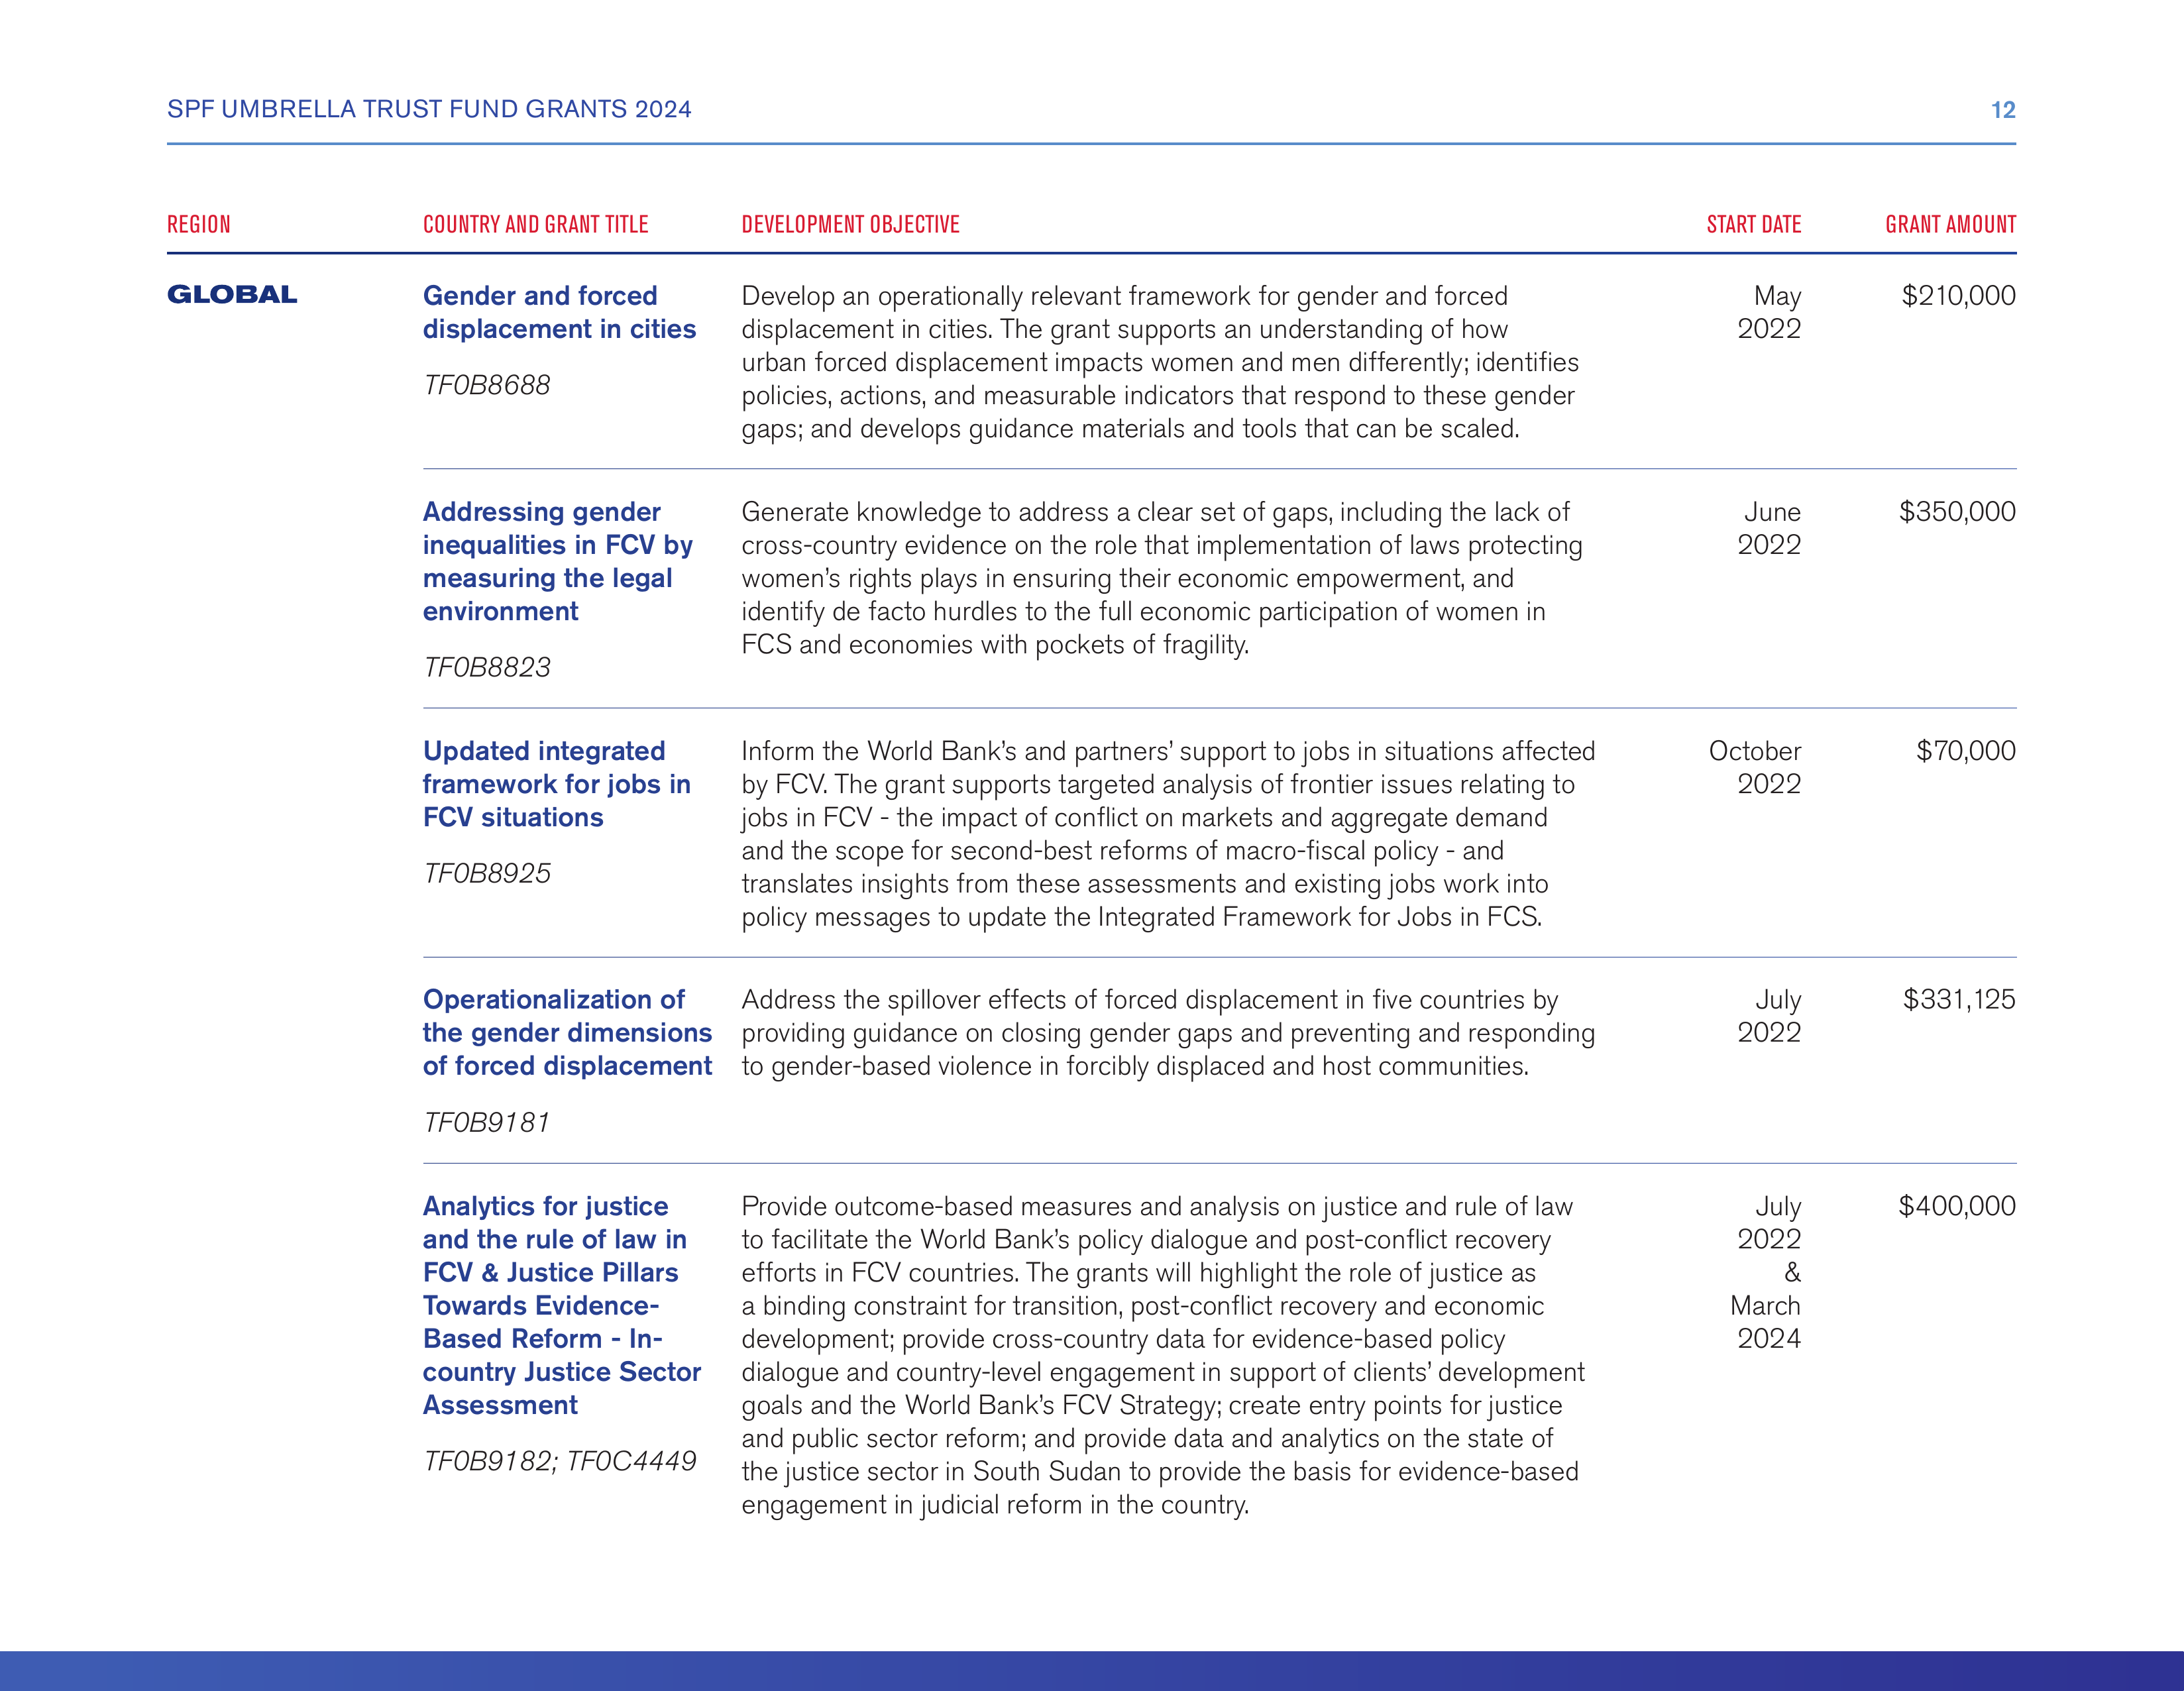 SPF UMBRELLA TRUST FUND GRANTS 2024
12
REGION
COUNTRY AND GRANT TITLE
DEVELOPMENT OBJECTIVE
START DATE
GRANT AMOUNT
GLOBAL
Gender and forced
displacement in cities
TF0B8688
Develop an operationally relevant framework for gender and forced
displacement in cities. The grant supports an understanding of how
urban forced displacement impacts women and men differently; identifies
policies, actions, and measurable indicators that respond to these gender
gaps; and develops guidance materials and tools that can be scaled.
May
2022
$210,000
Addressing gender
inequalities in FCV by
measuring the legal
environment
TF0B8823
Generate knowledge to address a clear set of gaps, including the lack of
cross-country evidence on the role that implementation of laws protecting
women’s rights plays in ensuring their economic empowerment, and
identify de facto hurdles to the full economic participation of women in
FCS and economies with pockets of fragility.
June
2022
$350,000
Updated integrated
framework for jobs in
FCV situations
TF0B8925
Inform the World Bank’s and partners’ support to jobs in situations affected
by FCV. The grant supports targeted analysis of frontier issues relating to
jobs in FCV - the impact of conflict on markets and aggregate demand
and the scope for second-best reforms of macro-fiscal policy - and
translates insights from these assessments and existing jobs work into
policy messages to update the Integrated Framework for Jobs in FCS.
October
2022
$70,000
Operationalization of
the gender dimensions
of forced displacement
TF0B9181
Address the spillover effects of forced displacement in five countries by
providing guidance on closing gender gaps and preventing and responding
to gender-based violence in forcibly displaced and host communities.
July
2022
$331,125
Analytics for justice
and the rule of law in
FCV & Justice Pillars
Towards Evidence-
Based Reform - In-
country Justice Sector
Assessment
TF0B9182; TF0C4449
Provide outcome-based measures and analysis on justice and rule of law
to facilitate the World Bank’s policy dialogue and post-conflict recovery
efforts in FCV countries. The grants will highlight the role of justice as
a binding constraint for transition, post-conflict recovery and economic
development; provide cross-country data for evidence-based policy
dialogue and country-level engagement in support of clients’ development
goals and the World Bank’s FCV Strategy; create entry points for justice
and public sector reform; and provide data and analytics on the state of
the justice sector in South Sudan to provide the basis for evidence-based
engagement in judicial reform in the country.
July
2022
&
March
2024
$400,000